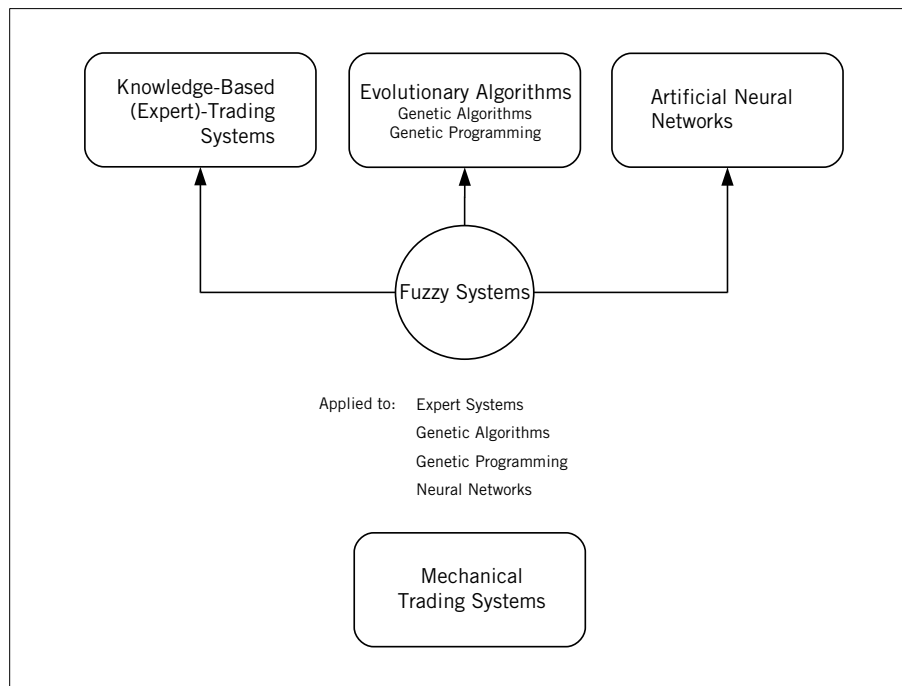 Knowledge-Based
(Expert)-Trading
Systems
Evolutionary Algorithms
Genetic Algorithms
Genetic Programming
Artificial Neural
Networks
Fuzzy Systems
Applied to: Expert Systems
Genetic Algorithms
Genetic Programming
Neural Networks
Mechanical
Trading Systems